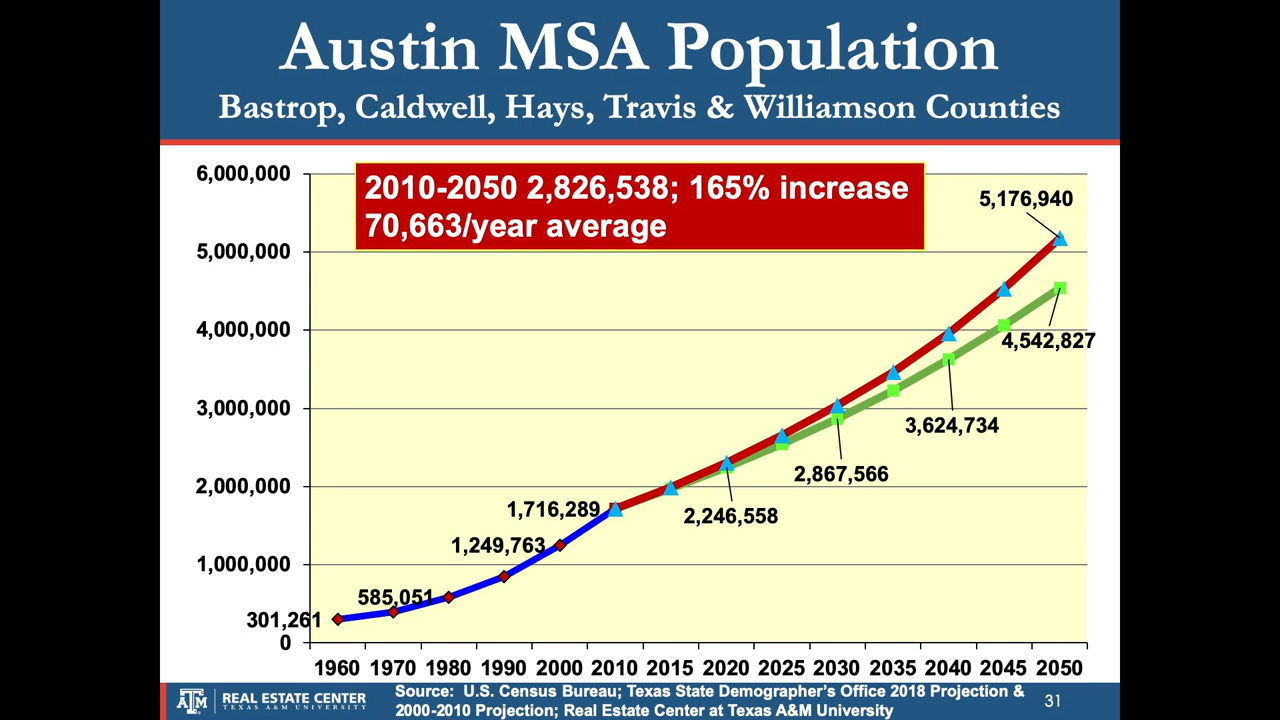 Austin MSA Population
Bastrop, Caldwell, Hays, Travis & Williamson Counties
2010-2050 2,826,538; 165% increase
70,663/year average
6,000,000
5,000,000
4,000,000
3,000,000
2,000,000
1,000,000
0
301,261
585,051
1,249,763
1,716,289
2,246,558
2,867,566
3,624,734
4,542,827
5,176,940
1960 1970 1980 1990 2000 2010 2015 2020 2025 2030 2035 2040 2045 2050
ATM
REAL ESTATE CENTER
TEXAS A&M UNIVERSITY
Source: U.S. Census Bureau; Texas State Demographer’s Office 2018 Projection &
2000-2010 Projection; Real Estate Center at Texas A&M University
31